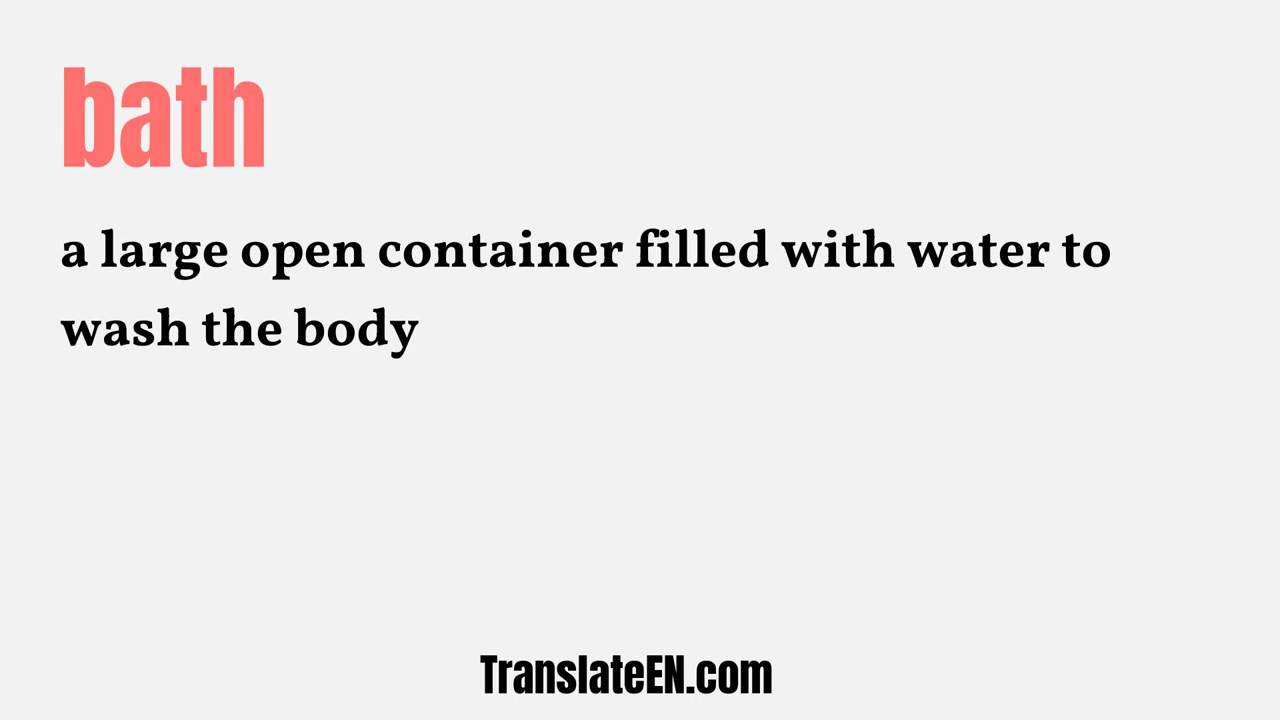 bath
a large open container filled with water to
wash the body
TranslateEN.com